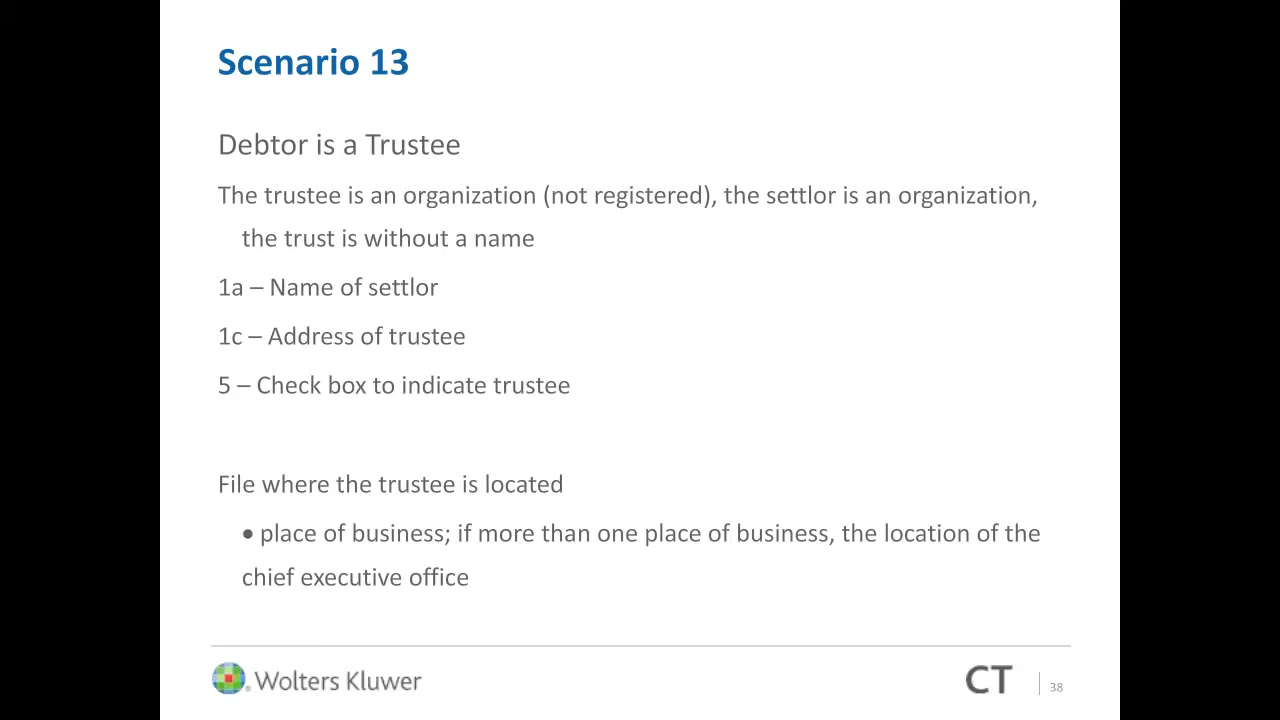 Scenario 13
Debtor is a Trustee
The trustee is an organization (not registered), the settlor is an organization,
the trust is without a name
1a – Name of settlor
1c – Address of trustee
5 – Check box to indicate trustee
File where the trustee is located
• place of business; if more than one place of business, the location of the
chief executive office
Wolters Kluwer
CT
38